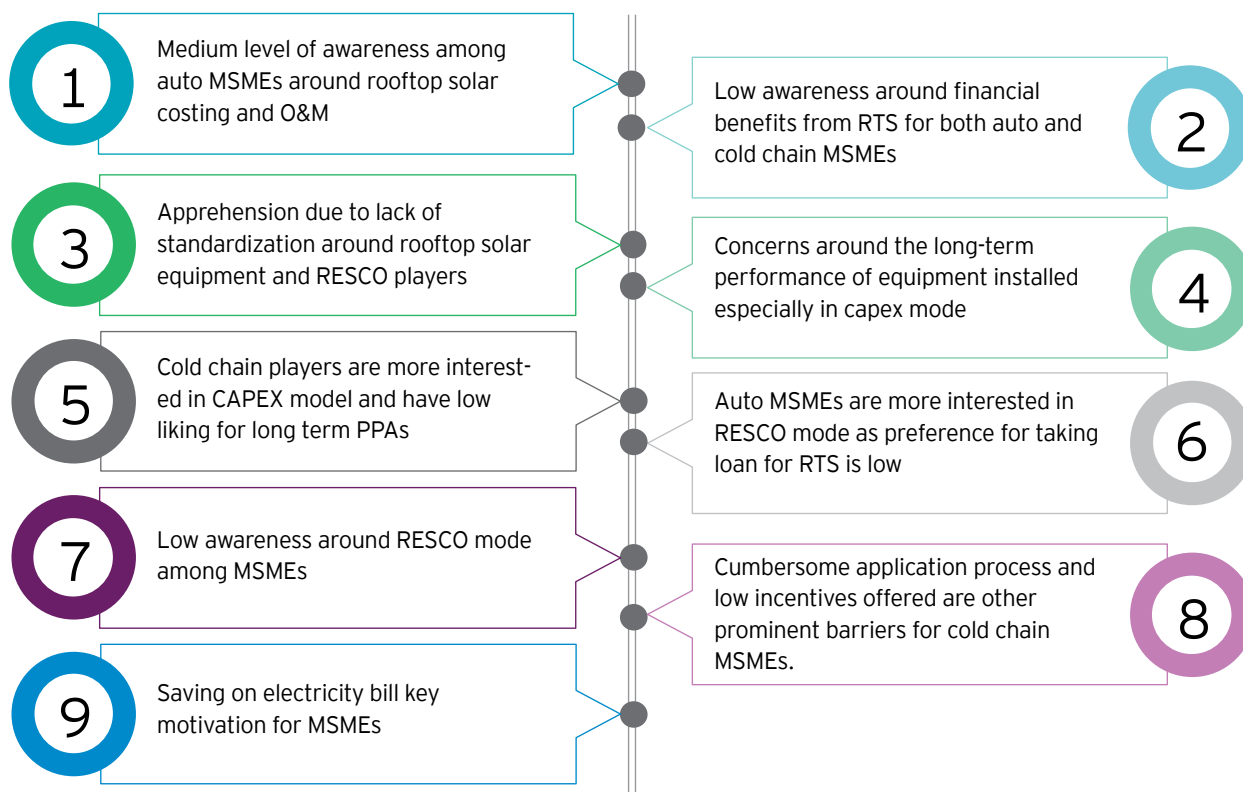 1
Medium level of awareness among
auto MSMEs around rooftop solar
costing and O&M
2
Low awareness around financial
benefits from RTS for both auto and
cold chain MSMEs
3
Apprehension due to lack of
standardization around rooftop solar
equipment and RESCO players
4
Concerns around the long-term
performance of equipment installed
especially in capex mode
5
Cold chain players are more interest-
ed in CAPEX model and have low
liking for long term PPAs
6
Auto MSMEs are more interested in
RESCO mode as preference for taking
loan for RTS is low
7
Low awareness around RESCO mode
among MSMEs
8
Cumbersome application process and
low incentives offered are other
prominent barriers for cold chain
MSMEs.
9
Saving on electricity bill key
motivation for MSMEs